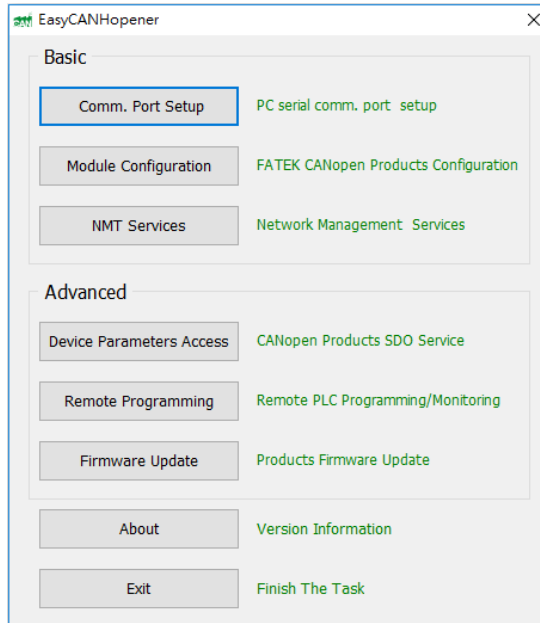 CAN EasyCANHopener
Basic
Comm. Port Setup PC serial comm. port setup
Module Configuration FATEK CANopen Products Configuration
NMT Services Network Management Services
Advanced
Device Parameters Access CANopen Products SDO Service
Remote Programming Remote PLC Programming/Monitoring
Firmware Update Products Firmware Update
About Version Information
Exit Finish The Task